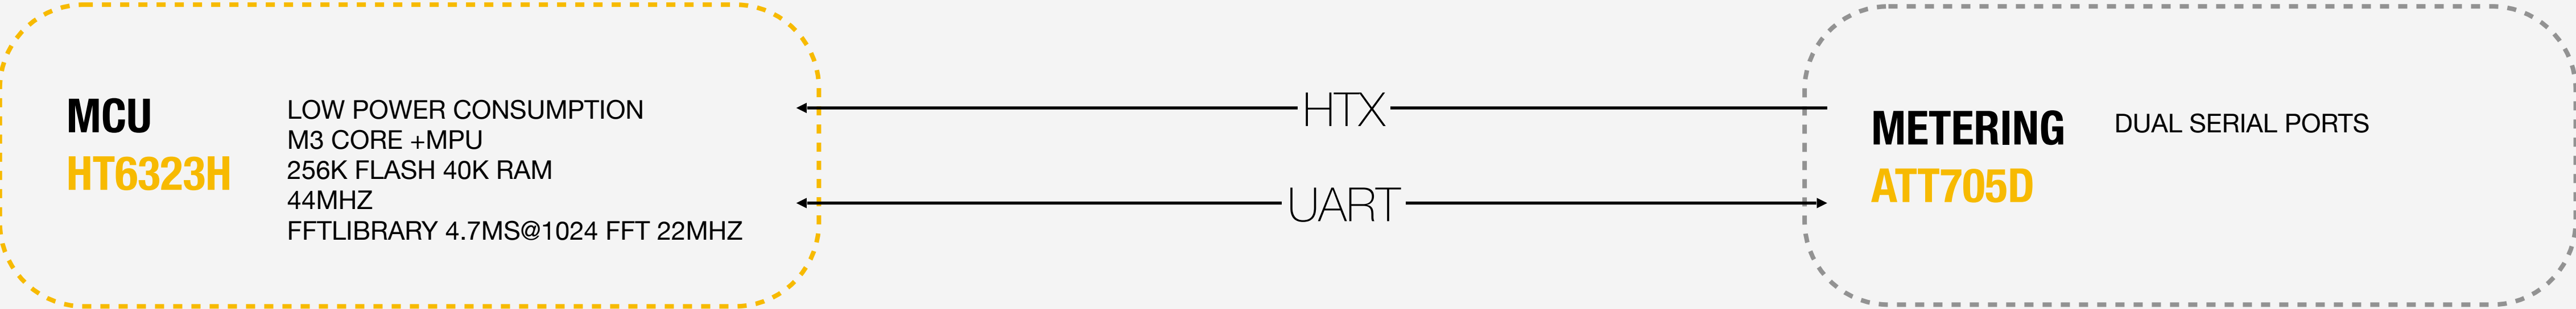 MCU
HT6323H
LOW POWER CONSUMPTION
M3 CORE +MPU
256K FLASH 40K RAM
44MHZ
FFTLIBRARY 4.7MS@1024 FFT 22MHZ
HTX
UART
METERING
ATT705D
DUAL SERIAL PORTS